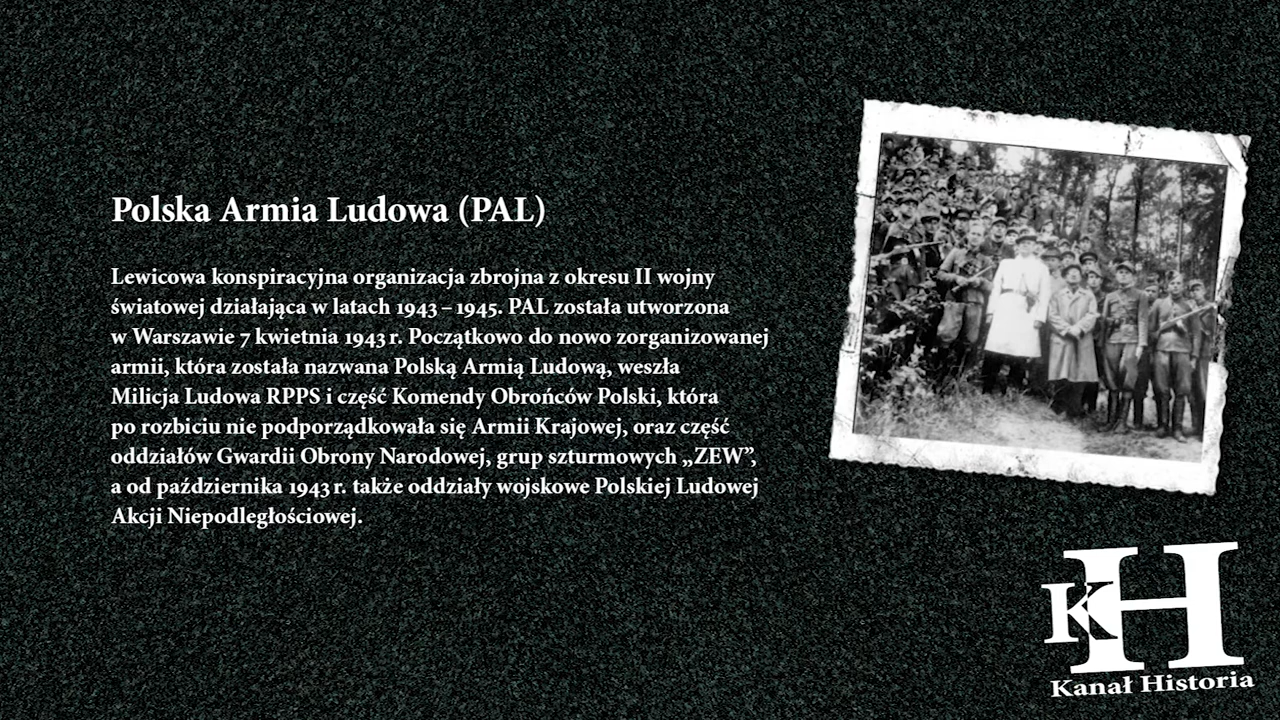 Polska Armia Ludowa (PAL)
Lewicowa konspiracyjna organizacja zbrojna z okresu II wojny
światowej działająca w latach 1943 – 1945. PAL została utworzona
w Warszawie 7 kwietnia 1943 r. Początkowo do nowo zorganizowanej
armii, która została nazwana Polską Armią Ludową, weszła
Milicja Ludowa RPPS i część Komendy Obrońców Polski, która
po rozbiciu nie podporządkowała się Armii Krajowej, oraz część
oddziałów Gwardii Obrony Narodowej, grup szturmowych „ZEW”,
a od października 1943 r. także oddziały wojskowe Polskiej Ludowej
Akcji Niepodległościowej.
KH
Kanał Historia